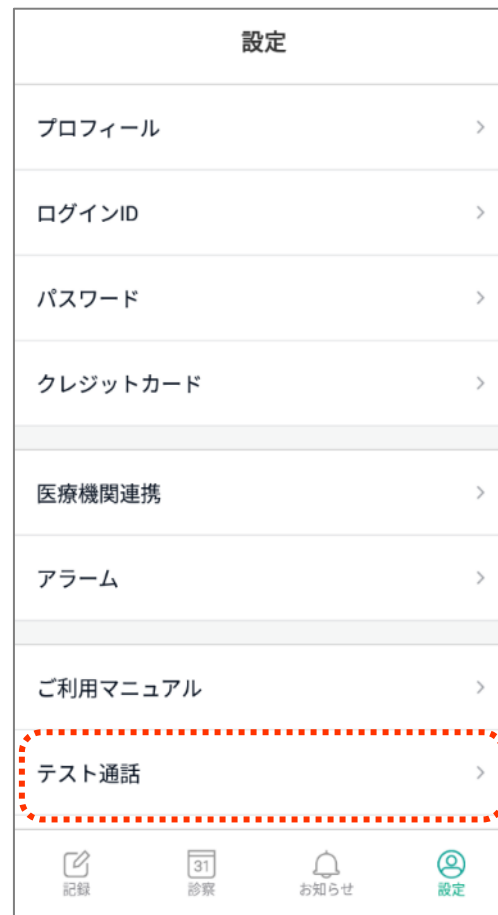 設定
プロフィール
ログインID
パスワード
クレジットカード
医療機関連携
アラーム
ご利用マニュアル
テスト通話
31
記録 診察 お知らせ 設定